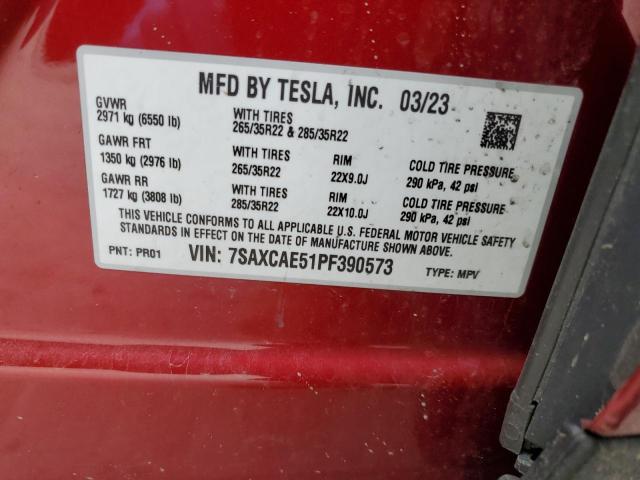 MFD BY TESLA, INC. 03/23
GVWR
2971 kg (6550 lb)
WITH TIRES
265/35R22 & 285/35R22
GAWR FRT
1350 kg (2976 lb)
WITH TIRES
265/35R22
RIM
22X9.0J
COLD TIRE PRESSURE
290 kPa, 42 psi
GAWR RR
1727 kg (3808 lb)
WITH TIRES
285/35R22
RIM
22X10.0J
COLD TIRE PRESSURE
290 kPa, 42 psi
THIS VEHICLE CONFORMS TO ALL APPLICABLE U.S. FEDERAL MOTOR VEHICLE SAFETY
STANDARDS IN EFFECT ON THE DATE OF MANUFACTURE SHOWN ABOVE.
PNT: PR01 VIN: 7SAXCAE51PF390573 TYPE: MPV